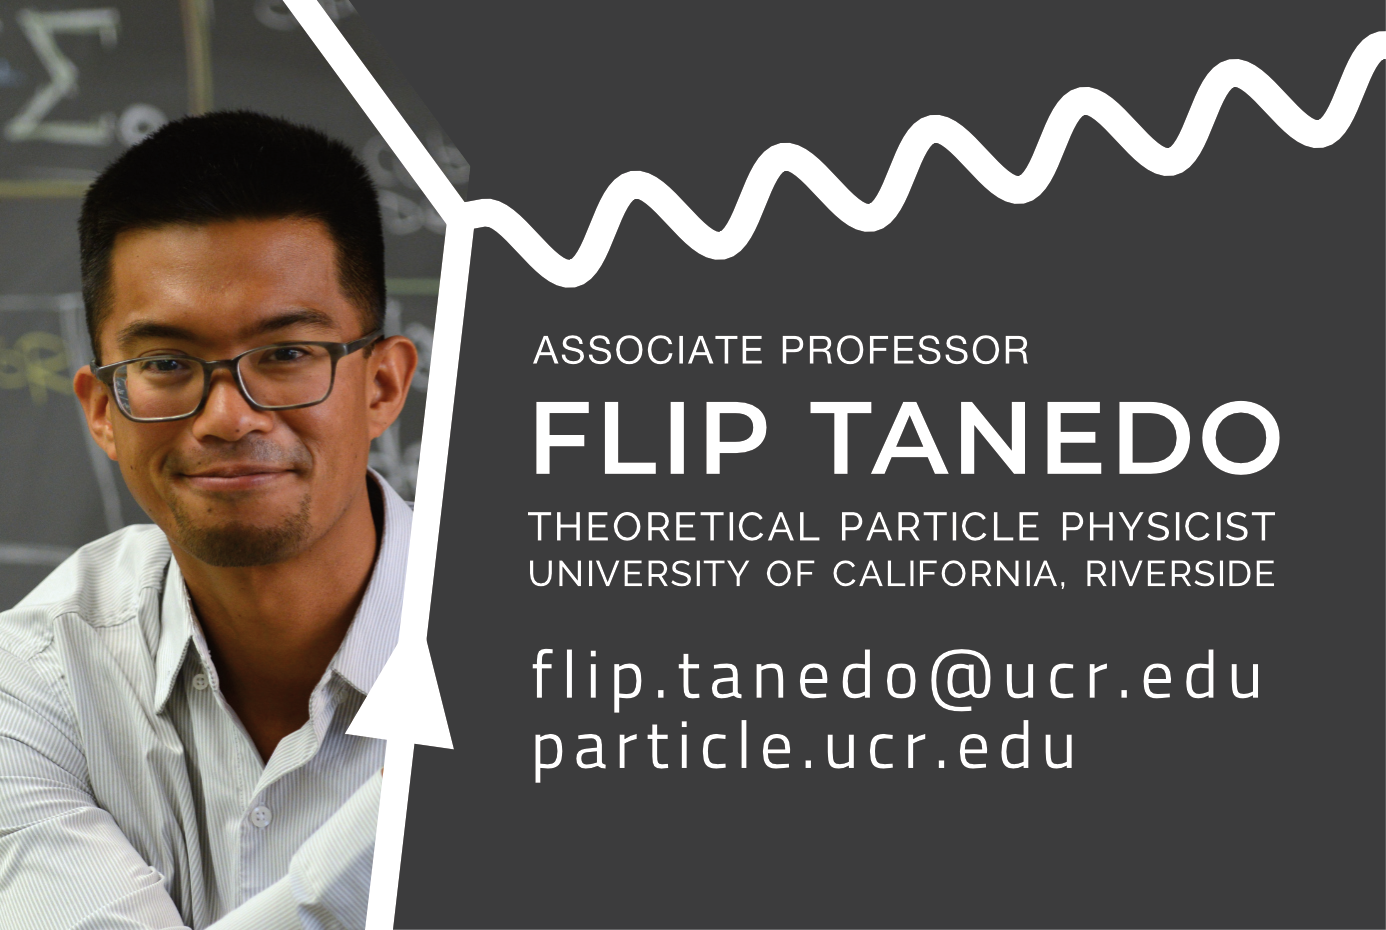 ASSOCIATE PROFESSOR
FLIP TANEDO
THEORETICAL PARTICLE PHYSICIST
UNIVERSITY OF CALIFORNIA, RIVERSIDE
flip.tanedo@ucr.edu
particle.ucr.edu